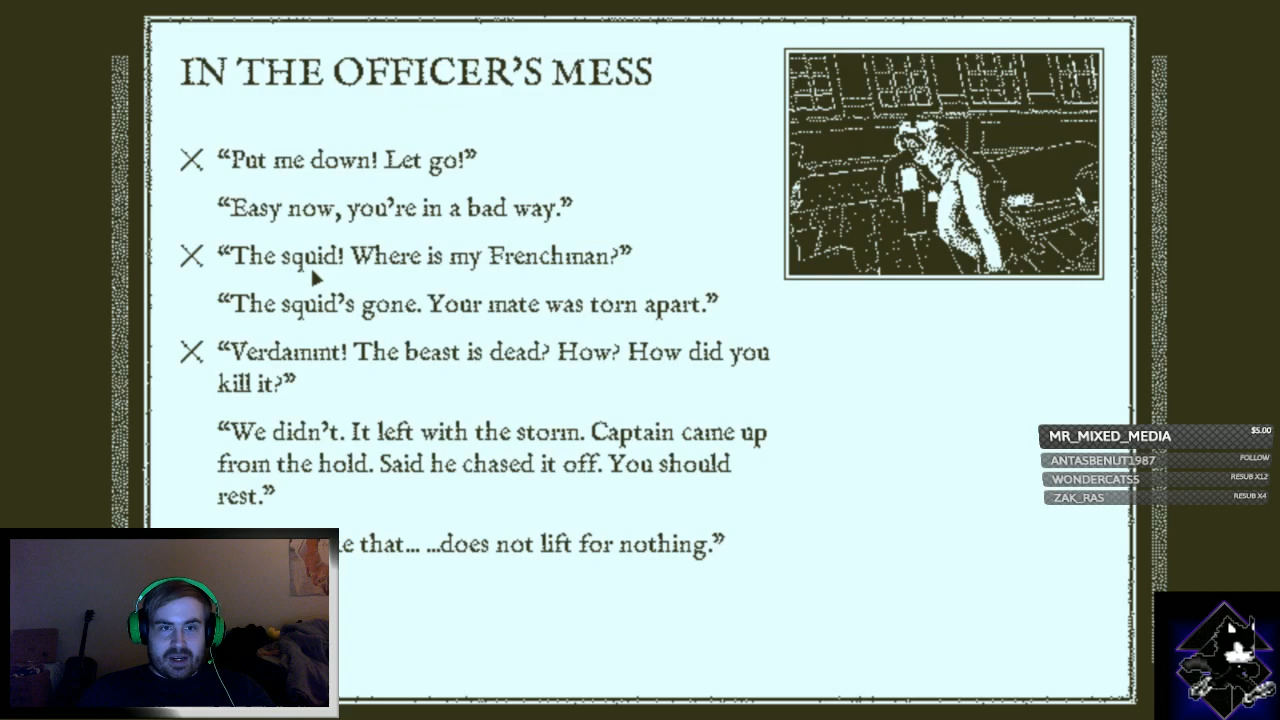 IN THE OFFICER'S MESS
“Put me down! Let go!”
“Easy now, you're in a bad way.”
“The squid! Where is my Frenchman?”
“The squid's gone. Your mate was torn apart.”
“Verdammt! The beast is dead? How? How did you
kill it?”
“We didn't. It left with the storm. Captain came up
from the hold. Said he chased it off. You should
rest.”
that... ...does not lift for nothing.”
MR_MIXED_MEDIA $5.00
ANTASBENUT1987 FOLLOW
WONDERCATS5 RESUB X12
ZAK_RAS RESUB X4